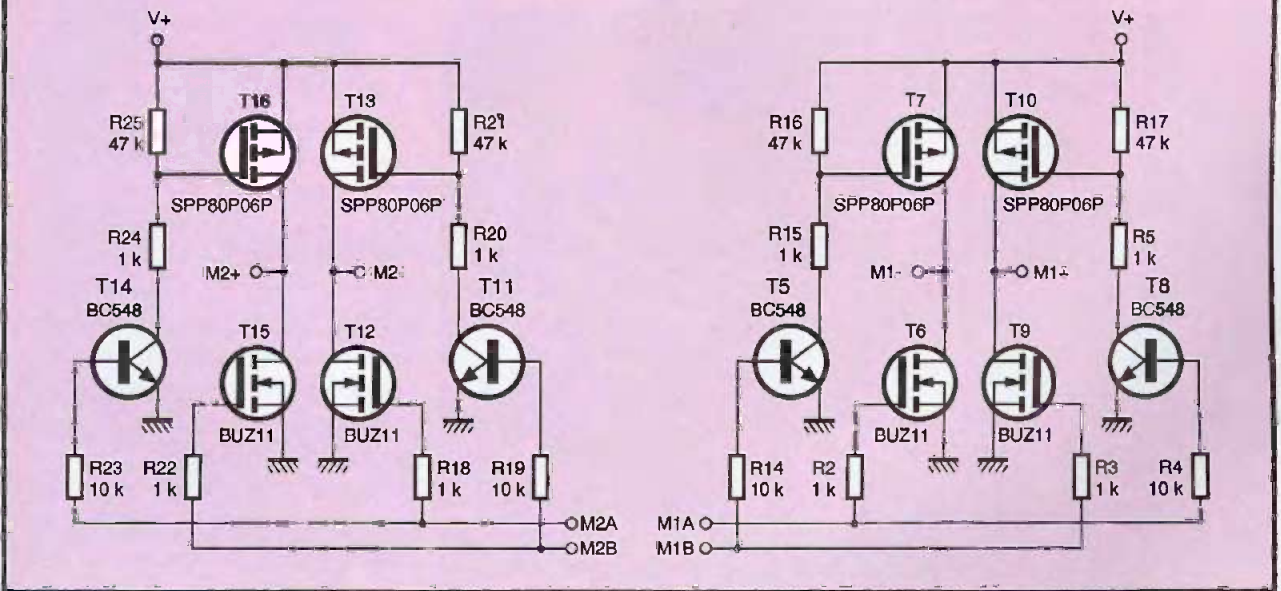 V+
V+
T16
T13
T7
T10
R25
47 k
47 k
R16
47 k
R17
47 k
SPP80P06P
SPP80P06P
SPP80P06P
SPP80P06P
R24
1 k
R20
1 k
R15
1 k
R5
1 k
M2+
M2
M1-
M1+
T14
BC548
T11
BC548
T5
BC548
T8
BC548
T15
T12
T6
T9
BUZ11
BUZ11
BUZ11
BUZ11
R23
10 k
R22
1 k
R18
1 k
R19
10 k
R14
10 k
R2
1 k
R3
1 k
R4
10 k
M2A
M1A
M2B
M1B